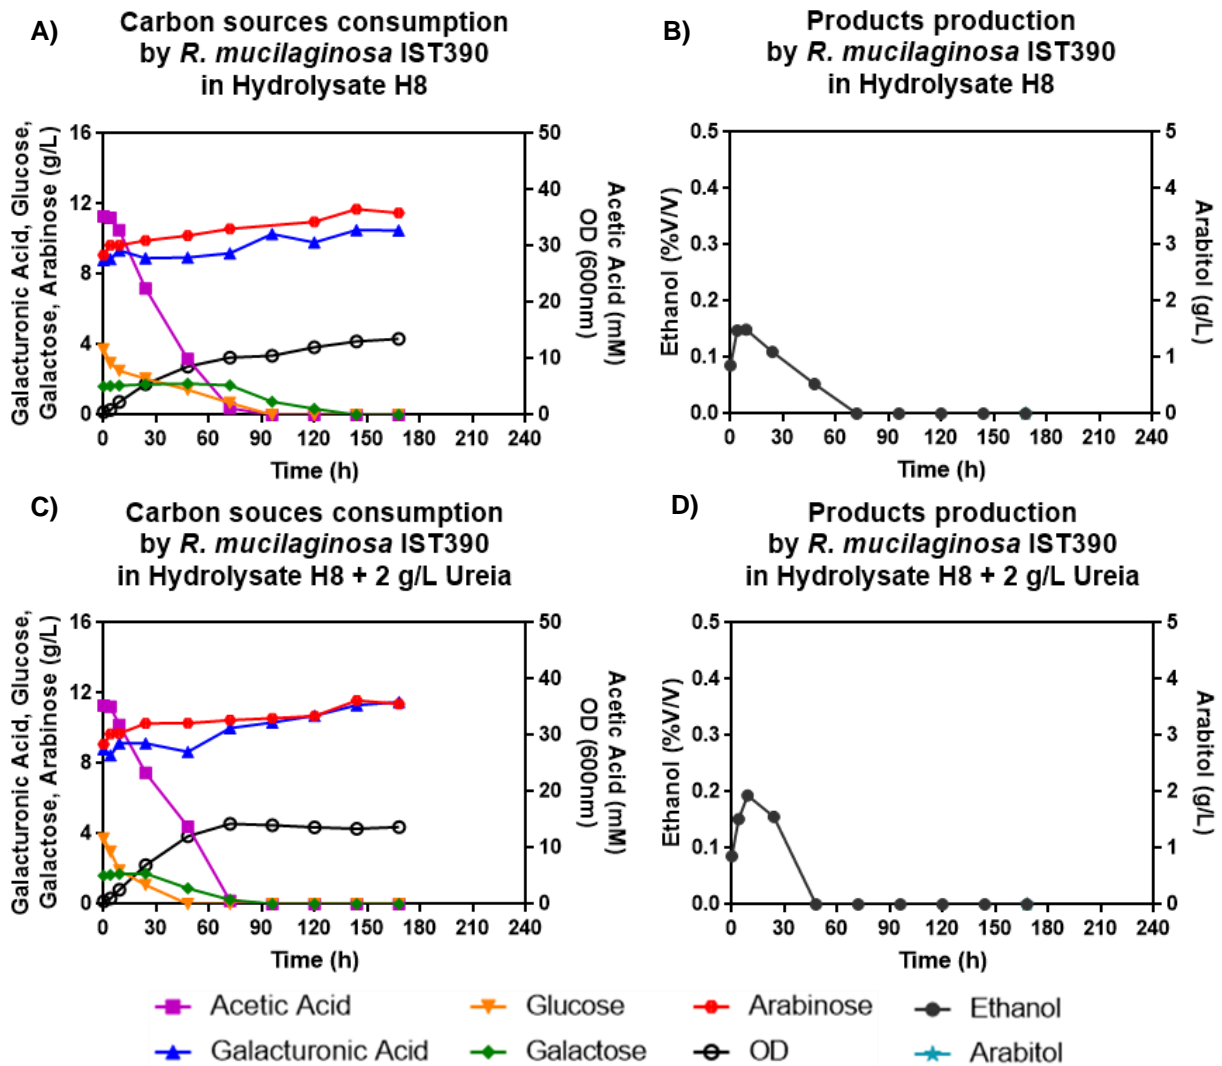 A)
Carbon sources consumption
by R. mucilaginosa IST390
in Hydrolysate H8
Galacturonic Acid, Glucose,
Galactose, Arabinose (g/L)
16
12
8
4
0
50
40
30
20
10
0
Acetic Acid (mM)
OD (600nm)
0 30 60 90 120 150 180 210 240
Time (h)
B)
Products production
by R. mucilaginosa IST390
in Hydrolysate H8
Ethanol (%V/V)
0.5
0.4
0.3
0.2
0.1
0.0
5
4
3
2
1
0
Arabitol (g/L)
0 30 60 90 120 150 180 210 240
Time (h)
C)
Carbon souces consumption
by R. mucilaginosa IST390
in Hydrolysate H8 + 2 g/L Ureia
Galacturonic Acid, Glucose,
Galactose, Arabinose (g/L)
16
12
8
4
0
50
40
30
20
10
0
Acetic Acid (mM)
OD (600nm)
0 30 60 90 120 150 180 210 240
Time (h)
D)
Products production
by R. mucilaginosa IST390
in Hydrolysate H8 + 2 g/L Ureia
Ethanol (%V/V)
0.5
0.4
0.3
0.2
0.1
0.0
5
4
3
2
1
0
Arabitol (g/L)
0 30 60 90 120 150 180 210 240
Time (h)
Acetic Acid Glucose Arabinose Ethanol
Galacturonic Acid Galactose OD Arabitol